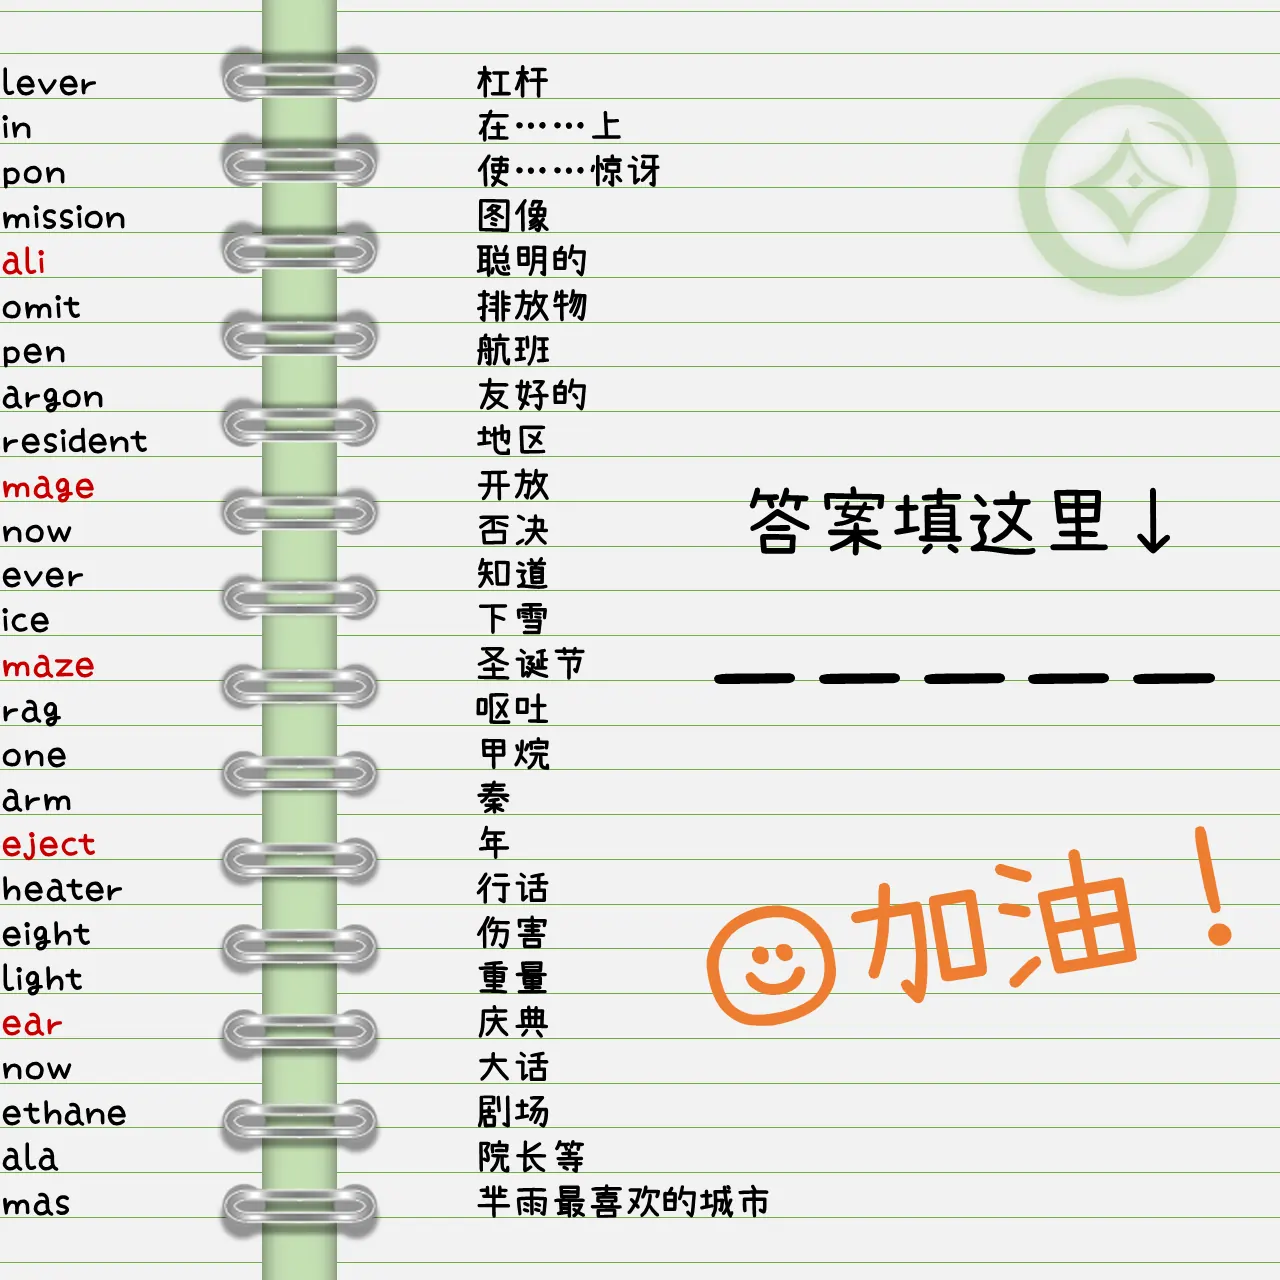 lever 杠杆
in 在……上
pon 使……惊讶
mission 图像
ali 聪明的
omit 排放物
pen 航班
argon 友好的
resident 地区
mage 开放
now 否决
ever 知道
ice 下雪
maze 圣诞节
rag 呕吐
one 甲烷
arm 秦
eject 年
heater 行话
eight 伤害
light 重量
ear 庆典
now 大话
ethane 剧场
ala 院长等
mas 芈雨最喜欢的城市
答案填这里↓
加油！